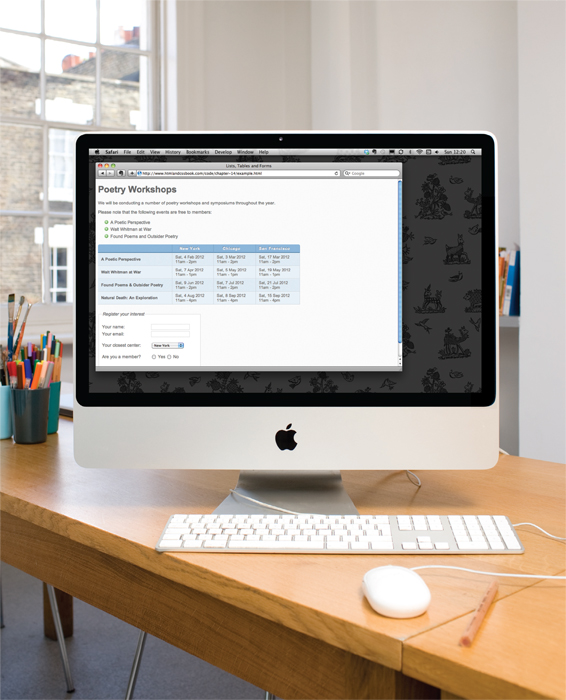 Safari File Edit View History Bookmarks Develop Window Help
Sun 12:20
Lists, Tables and Forms
http://www.htmlandcssbook.com/code/chapter-14/example.html
Google
Poetry Workshops
We will be conducting a number of poetry workshops and symposiums throughout the year.
Please note that the following events are free to members:
A Poetic Perspective
Walt Whitman at War
Found Poems and Outsider Poetry
New York Chicago San Francisco
A Poetic Perspective Sat, 4 Feb 2012 Sat, 3 Mar 2012 Sat, 17 Mar 2012
11am - 2pm 11am - 2pm 11am - 2pm
Walt Whitman at War Sat, 7 Apr 2012 Sat, 5 May 2012 Sat, 19 May 2012
11am - 1pm 11am - 1pm 11am - 1pm
Found Poems & Outsider Poetry Sat, 9 Jun 2012 Sat, 7 Jul 2012 Sat, 21 Jul 2012
11am - 2pm 11am - 2pm 11am - 2pm
Natural Death: An Exploration Sat, 4 Aug 2012 Sat, 8 Sep 2012 Sat, 15 Sep 2012
11am - 4pm 11am - 4pm 11am - 4pm
Register your interest
Your name:
Your email:
Your closest center: New York
Are you a member? Yes No